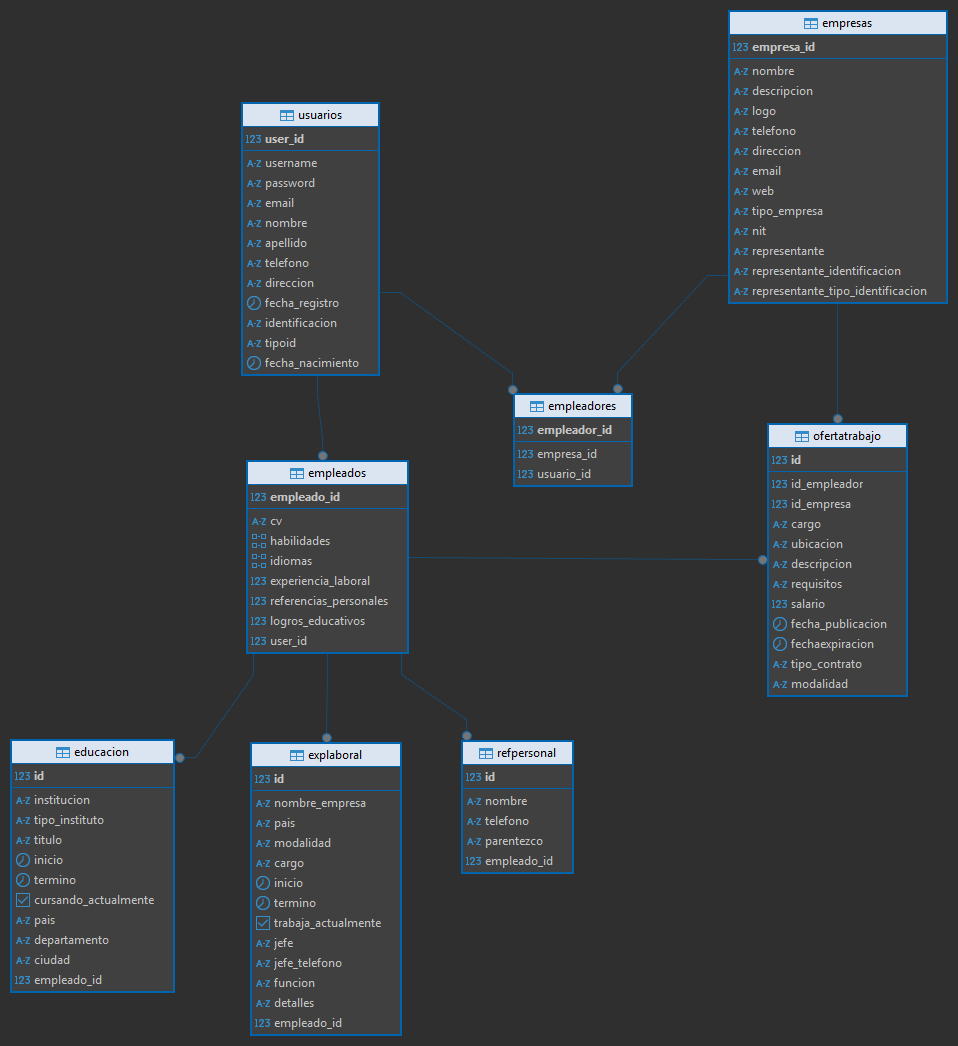 empresas
123 empresa_id
A-Z nombre
A-Z descripcion
A-Z logo
A-Z telefono
A-Z direccion
A-Z email
A-Z web
A-Z tipo_empresa
A-Z nit
A-Z representante
A-Z representante_identificacion
A-Z representante_tipo_identificacion
usuarios
123 user_id
A-Z username
A-Z password
A-Z email
A-Z nombre
A-Z apellido
A-Z telefono
A-Z direccion
fecha_registro
A-Z identificacion
A-Z tipoid
fecha_nacimiento
empleadores
123 empleador_id
123 empresa_id
123 usuario_id
ofertatrabajo
123 id
123 id_empleador
123 id_empresa
A-Z cargo
A-Z ubicacion
A-Z descripcion
A-Z requisitos
123 salario
fecha_publicacion
fechaexpiracion
A-Z tipo_contrato
A-Z modalidad
empleados
123 empleado_id
A-Z cv
habilidades
idiomas
123 experiencia_laboral
123 referencias_personales
123 logros_educativos
123 user_id
educacion
123 id
A-Z institucion
A-Z tipo_instituto
A-Z titulo
inicio
termino
cursando_actualmente
A-Z pais
A-Z departamento
A-Z ciudad
123 empleado_id
explaboral
123 id
A-Z nombre_empresa
A-Z pais
A-Z modalidad
A-Z cargo
inicio
termino
trabaja_actualmente
A-Z jefe
A-Z jefe_telefono
A-Z funcion
A-Z detalles
123 empleado_id
refpersonal
123 id
A-Z nombre
A-Z telefono
A-Z parentezco
123 empleado_id